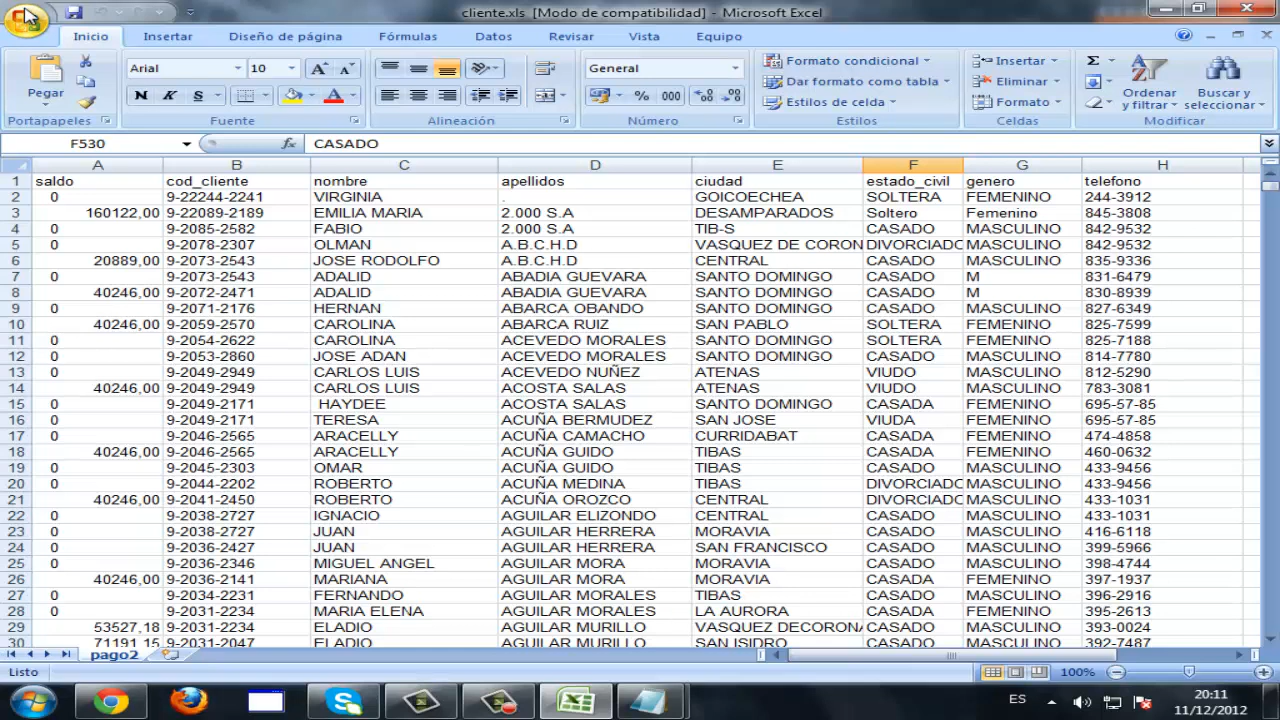 cliente.xls [Modo de compatibilidad] - Microsoft Excel
Inicio Insertar Diseño de página Fórmulas Datos Revisar Vista Equipo
Pegar
Portapapeles
Arial 10
N K S
Fuente
Alineación
General
% 000
Número
Formato condicional
Dar formato como tabla
Estilos de celda
Estilos
Insertar
Eliminar
Formato
Celdas
Σ
Ordenar y filtrar
Buscar y seleccionar
Modificar
F530 fx CASADO
A B C D E F G H
1 saldo cod_cliente nombre apellidos ciudad estado_civil genero telefono
2 0 9-22244-2241 VIRGINIA . GOICOECHEA SOLTERA FEMENINO 244-3912
3 160122,00 9-22089-2189 EMILIA MARIA 2.000 S.A DESAMPARADOS Soltero Femenino 845-3808
4 0 9-2085-2582 FABIO 2.000 S.A TIB-S CASADO MASCULINO 842-9532
5 0 9-2078-2307 OLMAN A.B.C.H.D VASQUEZ DE CORON DIVORCIADO MASCULINO 842-9532
6 20889,00 9-2073-2543 JOSE RODOLFO A.B.C.H.D CENTRAL CASADO MASCULINO 835-9336
7 0 9-2073-2543 ADALID ABADIA GUEVARA SANTO DOMINGO CASADO M 831-6479
8 40246,00 9-2072-2471 ADALID ABADIA GUEVARA SANTO DOMINGO CASADO M 830-8939
9 0 9-2071-2176 HERNAN ABARCA OBANDO SANTO DOMINGO CASADO MASCULINO 827-6349
10 40246,00 9-2059-2570 CAROLINA ABARCA RUIZ SAN PABLO SOLTERA FEMENINO 825-7599
11 0 9-2054-2622 CAROLINA ACEVEDO MORALES SANTO DOMINGO SOLTERA FEMENINO 825-7188
12 0 9-2053-2860 JOSE ADAN ACEVEDO MORALES SANTO DOMINGO CASADO MASCULINO 814-7780
13 0 9-2049-2949 CARLOS LUIS ACEVEDO NUÑEZ ATENAS VIUDO MASCULINO 812-5290
14 40246,00 9-2049-2949 CARLOS LUIS ACOSTA SALAS ATENAS VIUDO MASCULINO 783-3081
15 0 9-2049-2171 HAYDEE ACOSTA SALAS SANTO DOMINGO CASADA FEMENINO 695-57-85
16 0 9-2049-2171 TERESA ACUÑA BERMUDEZ SAN JOSE VIUDA FEMENINO 695-57-85
17 0 9-2046-2565 ARACELLY ACUÑA CAMACHO CURRIDABAT CASADA FEMENINO 474-4858
18 40246,00 9-2046-2565 ARACELLY ACUÑA GUIDO TIBAS CASADA FEMENINO 460-0632
19 0 9-2045-2303 OMAR ACUÑA GUIDO TIBAS CASADO MASCULINO 433-9456
20 0 9-2044-2202 ROBERTO ACUÑA MEDINA TIBAS DIVORCIADO MASCULINO 433-9456
21 40246,00 9-2041-2450 ROBERTO ACUÑA OROZCO CENTRAL DIVORCIADO MASCULINO 433-1031
22 0 9-2038-2727 IGNACIO AGUILAR ELIZONDO CENTRAL CASADO MASCULINO 433-1031
23 0 9-2038-2727 JUAN AGUILAR HERRERA MORAVIA CASADO MASCULINO 416-6118
24 0 9-2036-2427 JUAN AGUILAR HERRERA SAN FRANCISCO CASADO MASCULINO 399-5966
25 0 9-2036-2346 MIGUEL ANGEL AGUILAR MORA MORAVIA CASADO MASCULINO 398-4744
26 40246,00 9-2036-2141 MARIANA AGUILAR MORA MORAVIA CASADA FEMENINO 397-1937
27 0 9-2034-2231 FERNANDO AGUILAR MORALES TIBAS CASADO MASCULINO 396-2916
28 0 9-2031-2234 MARIA ELENA AGUILAR MORALES LA AURORA CASADA FEMENINO 395-2613
29 53527,18 9-2031-2234 ELADIO AGUILAR MURILLO VASQUEZ DECORONA CASADO MASCULINO 393-0024
30 71191,15 9-2031-2047 ELADIO AGUILAR MURILLO SAN ISIDRO CASADO MASCULINO 392-7487
pago2
Listo 100%
ES 20:11
11/12/2012